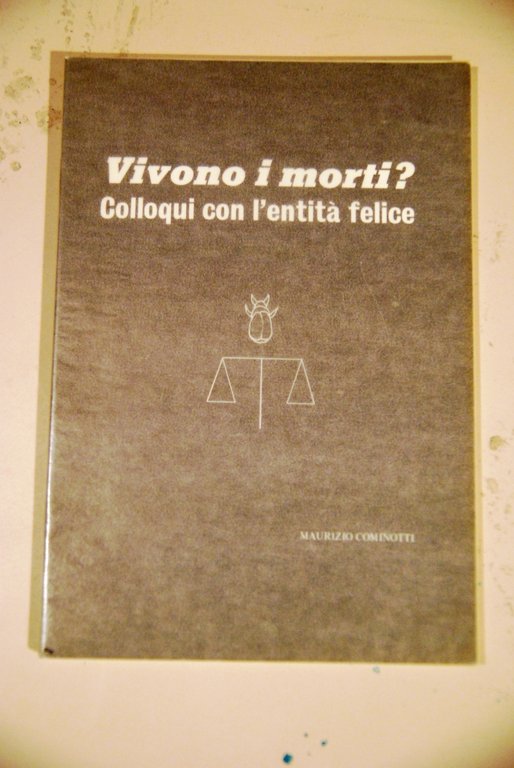 Vivono i morti?
Colloqui con l'entità felice
MAURIZIO COMINOTTI